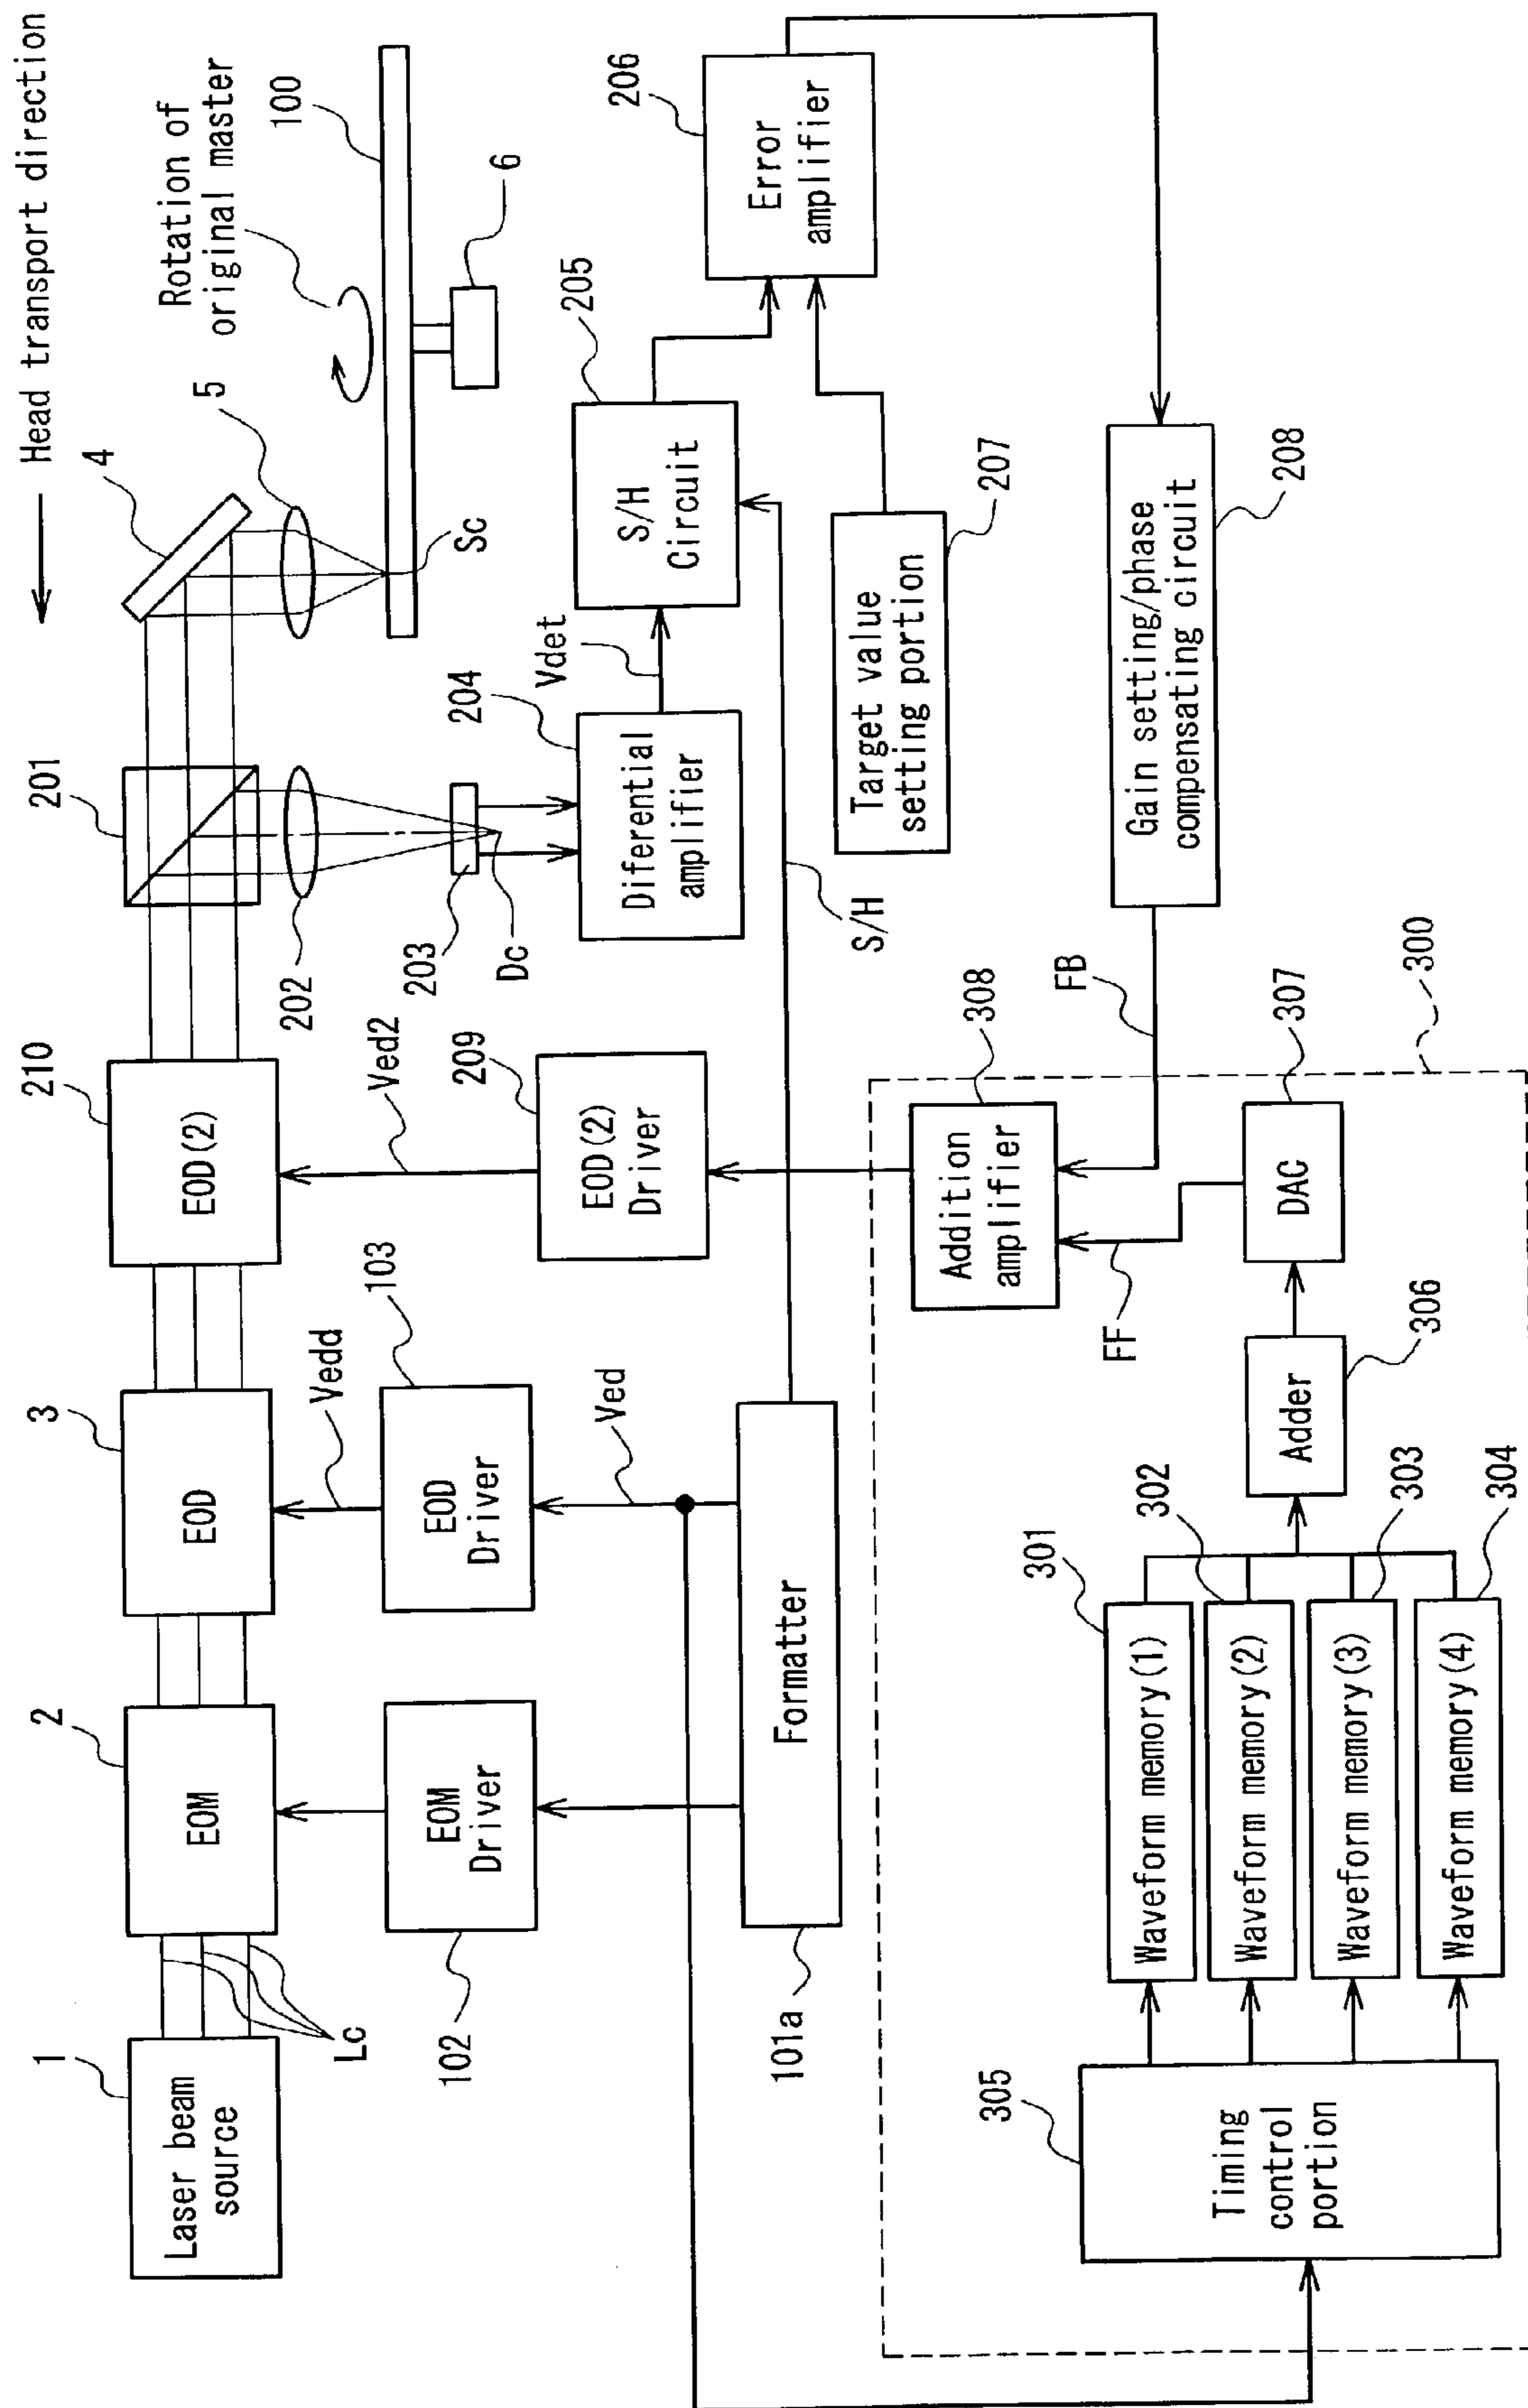 Head transport direction
Rotation of
original master
1
2
3
210
201
4
5
100
6
Laser beam
source
EOM
EOD
EOD(2)
Lc
202
203
Dc
Sc
Vedd
Ved2
102
EOM
Driver
103
EOD
Driver
209
EOD(2)
Driver
204
Diferential
amplifier
Vdet
205
S/H
Circuit
206
Error
amplifier
Ved
101a
Formatter
S/H
Target value
setting portion
207
Gain setting/phase
compensating circuit
208
FB
300
308
Addition
amplifier
FF
307
DAC
306
Adder
305
Timing
control
portion
301
Waveform memory(1)
302
Waveform memory(2)
303
Waveform memory(3)
304
Waveform memory(4)